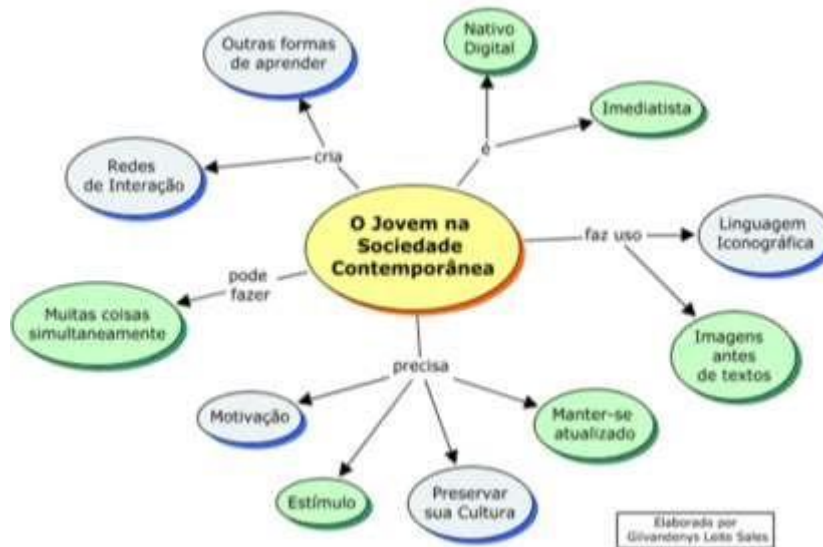 Outras formas
de aprender
Nativo
Digital
Imediatista
cria
é
Redes
de Interação
O Jovem na
Sociedade
Contemporânea
faz uso
Linguagem
Iconográfica
pode
fazer
Muitas coisas
simultaneamente
Imagens
antes
de textos
precisa
Motivação
Manter-se
atualizado
Estímulo
Preservar
sua Cultura
Elaborado por
Gilvandenys Leite Sales